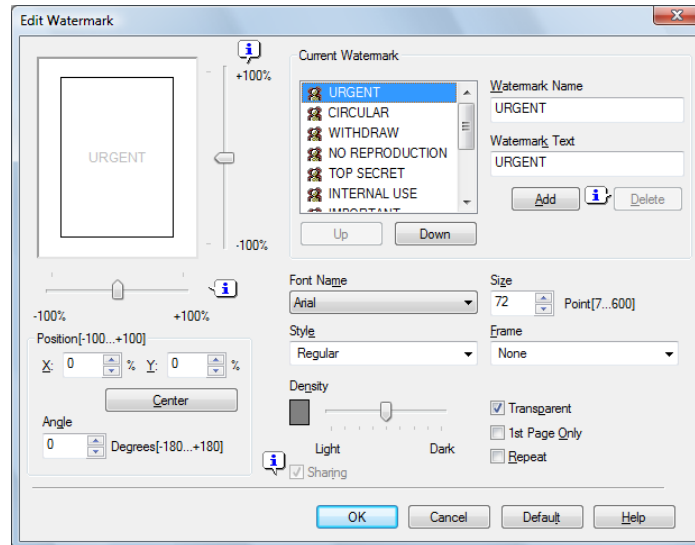 Edit Watermark
+100%
URGENT
-100%
-100%
+100%
Position[-100...+100]
X: 0 % Y: 0 %
Center
Angle
0 Degrees[-180...+180]
Current Watermark
URGENT
CIRCULAR
WITHDRAW
NO REPRODUCTION
TOP SECRET
INTERNAL USE
IMPORTANT
Up
Down
Watermark Name
URGENT
Watermark Text
URGENT
Add
Delete
Font Name
Arial
Size
72 Point[7...600]
Style
Regular
Frame
None
Density
Light
Dark
Sharing
Transparent
1st Page Only
Repeat
OK
Cancel
Default
Help